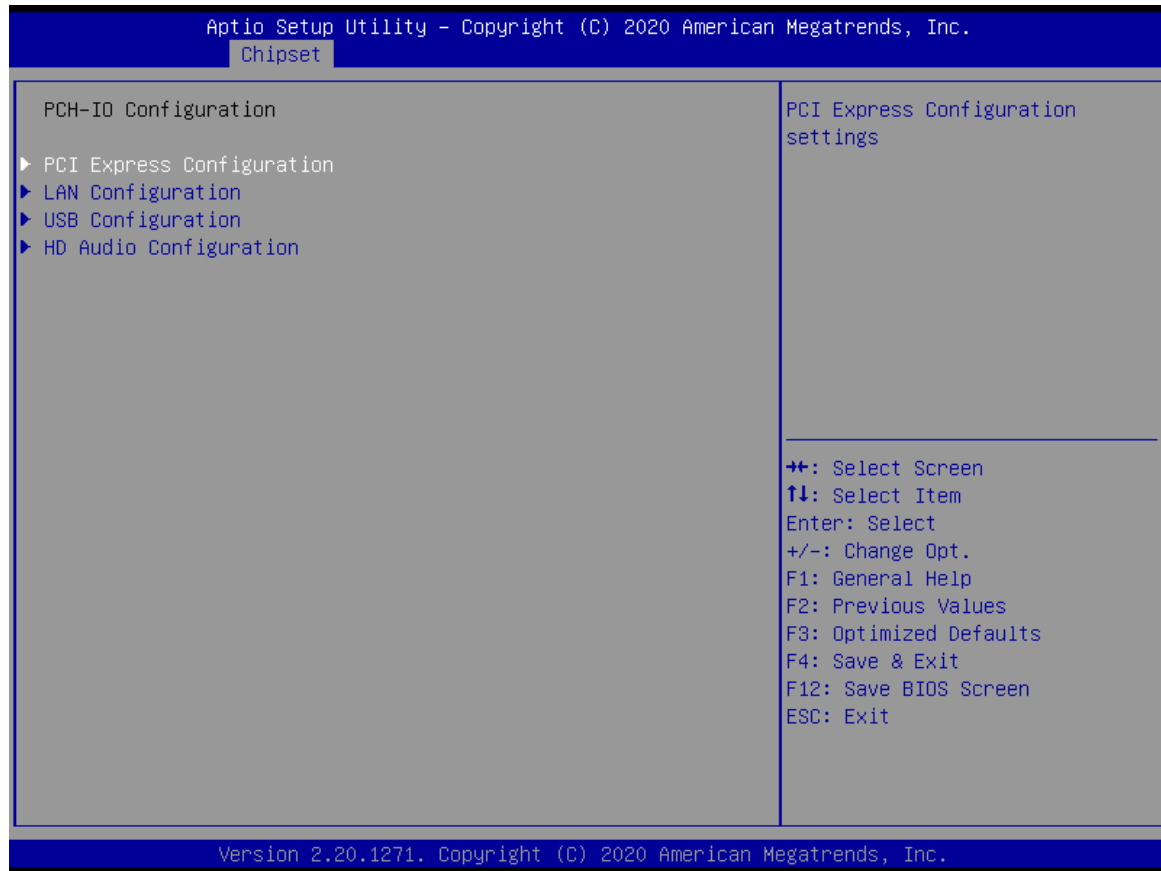 Aptio Setup Utility – Copyright (C) 2020 American Megatrends, Inc.
Chipset
PCH-IO Configuration
PCI Express Configuration
LAN Configuration
USB Configuration
HD Audio Configuration
PCI Express Configuration
settings
→←: Select Screen
↑↓: Select Item
Enter: Select
+/-: Change Opt.
F1: General Help
F2: Previous Values
F3: Optimized Defaults
F4: Save & Exit
F12: Save BIOS Screen
ESC: Exit
Version 2.20.1271. Copyright (C) 2020 American Megatrends, Inc.